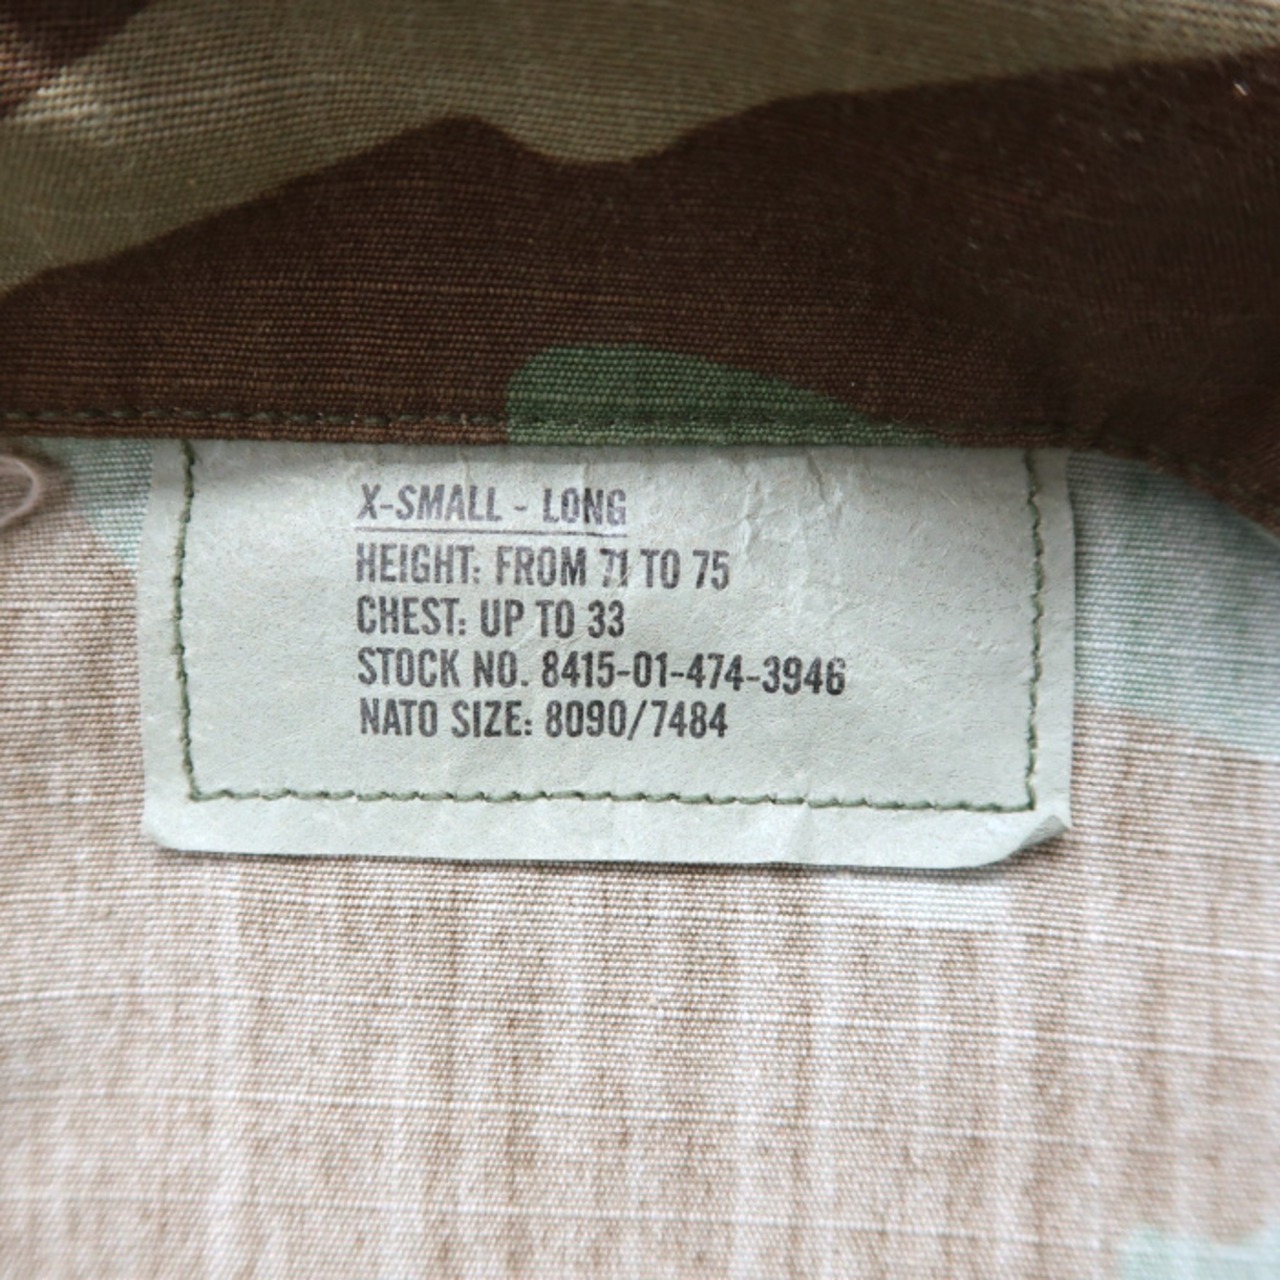 X-SMALL - LONG
HEIGHT: FROM 71 TO 75
CHEST: UP TO 33
STOCK NO. 8415-01-474-3946
NATO SIZE: 8090/7484